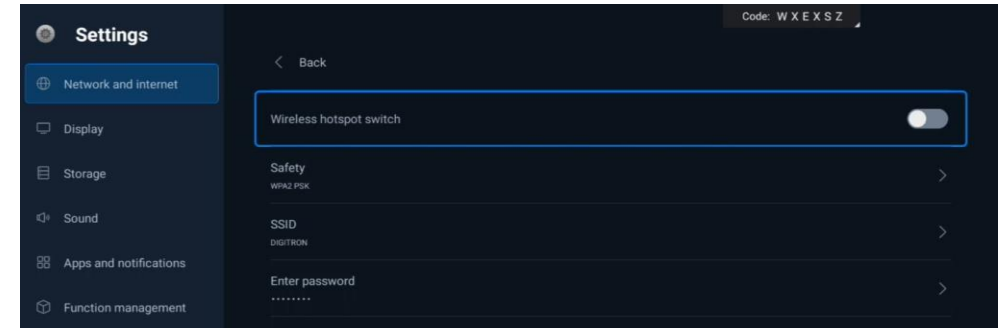 Code: W X E X S Z
Settings
Network and internet
Display
Storage
Sound
Apps and notifications
Function management
Back
Wireless hotspot switch
Safety
WPA2 PSK
SSID
DIGITRON
Enter password
········